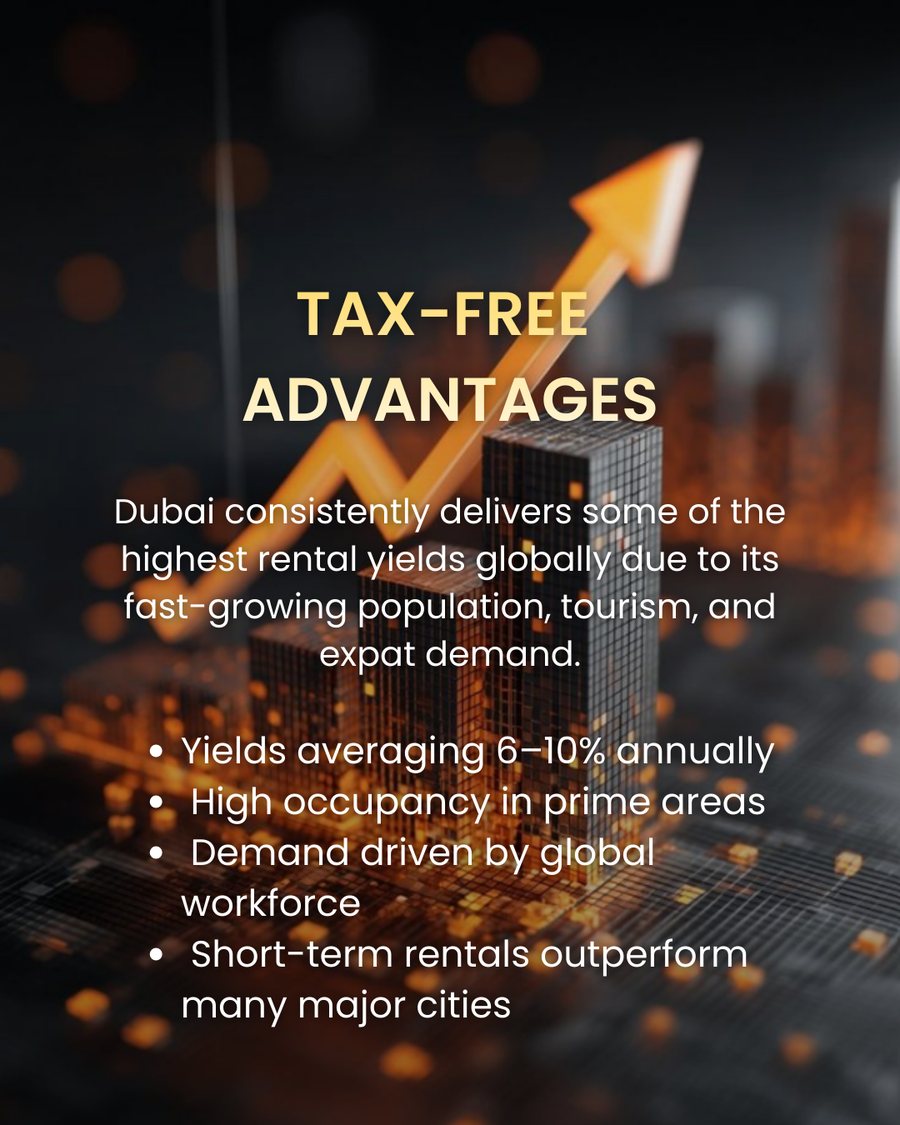 TAX-FREE
ADVANTAGES
Dubai consistently delivers some of the
highest rental yields globally due to its
fast-growing population, tourism, and
expat demand.
• Yields averaging 6–10% annually
• High occupancy in prime areas
• Demand driven by global
workforce
• Short-term rentals outperform
many major cities